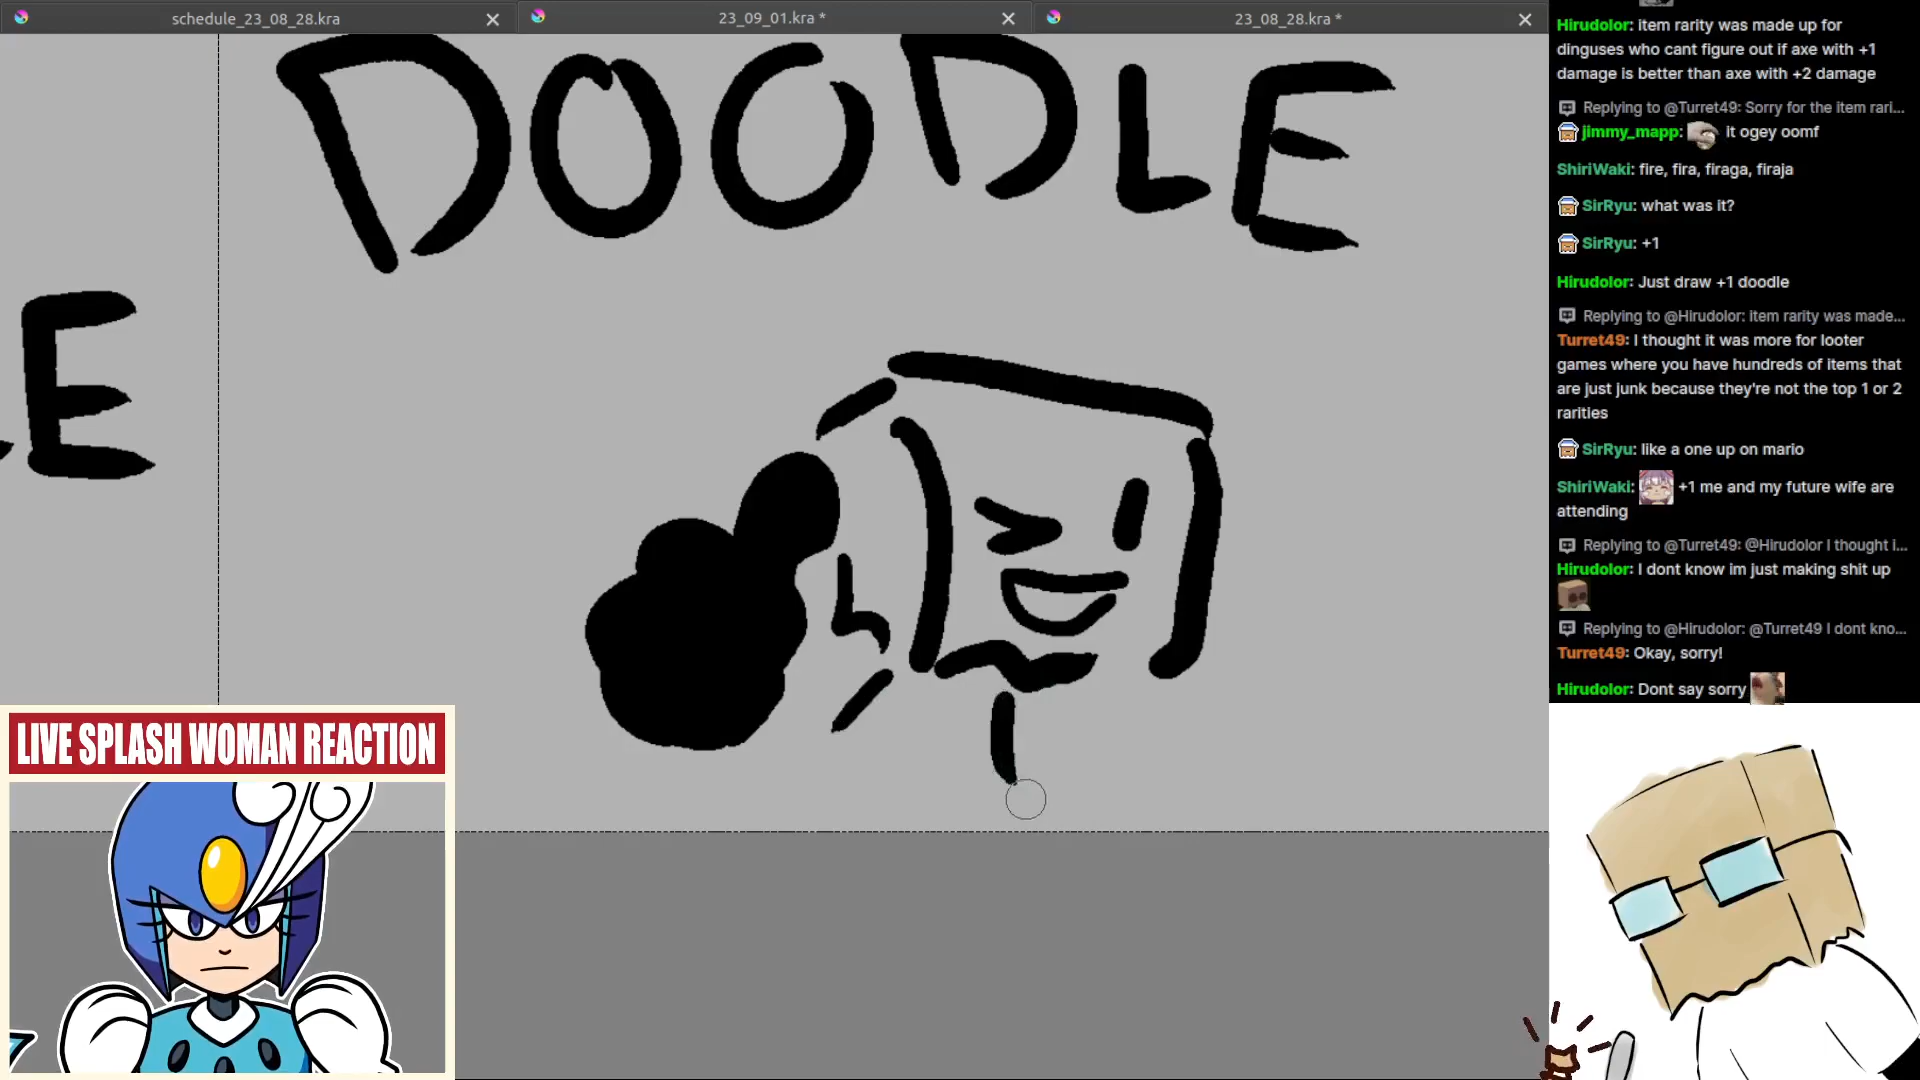 schedule_23_08_28.kra
23_09_01.kra *
23_08_28.kra *
DOODLE
E
LIVE SPLASH WOMAN REACTION
Hirudolor: item rarity was made up for
dinguses who cant figure out if axe with +1
damage is better than axe with +2 damage
Replying to @Turret49: Sorry for the item rari...
jimmy_mapp: it ogey oomf
ShiriWaki: fire, fira, firaga, firaja
SirRyu: what was it?
SirRyu: +1
Hirudolor: Just draw +1 doodle
Replying to @Hirudolor: item rarity was made...
Turret49: I thought it was more for looter
games where you have hundreds of items that
are just junk because they're not the top 1 or 2
rarities
SirRyu: like a one up on mario
ShiriWaki: +1 me and my future wife are
attending
Replying to @Turret49: @Hirudolor I thought i...
Hirudolor: I dont know im just making shit up
Replying to @Hirudolor: @Turret49 I dont kno...
Turret49: Okay, sorry!
Hirudolor: Dont say sorry